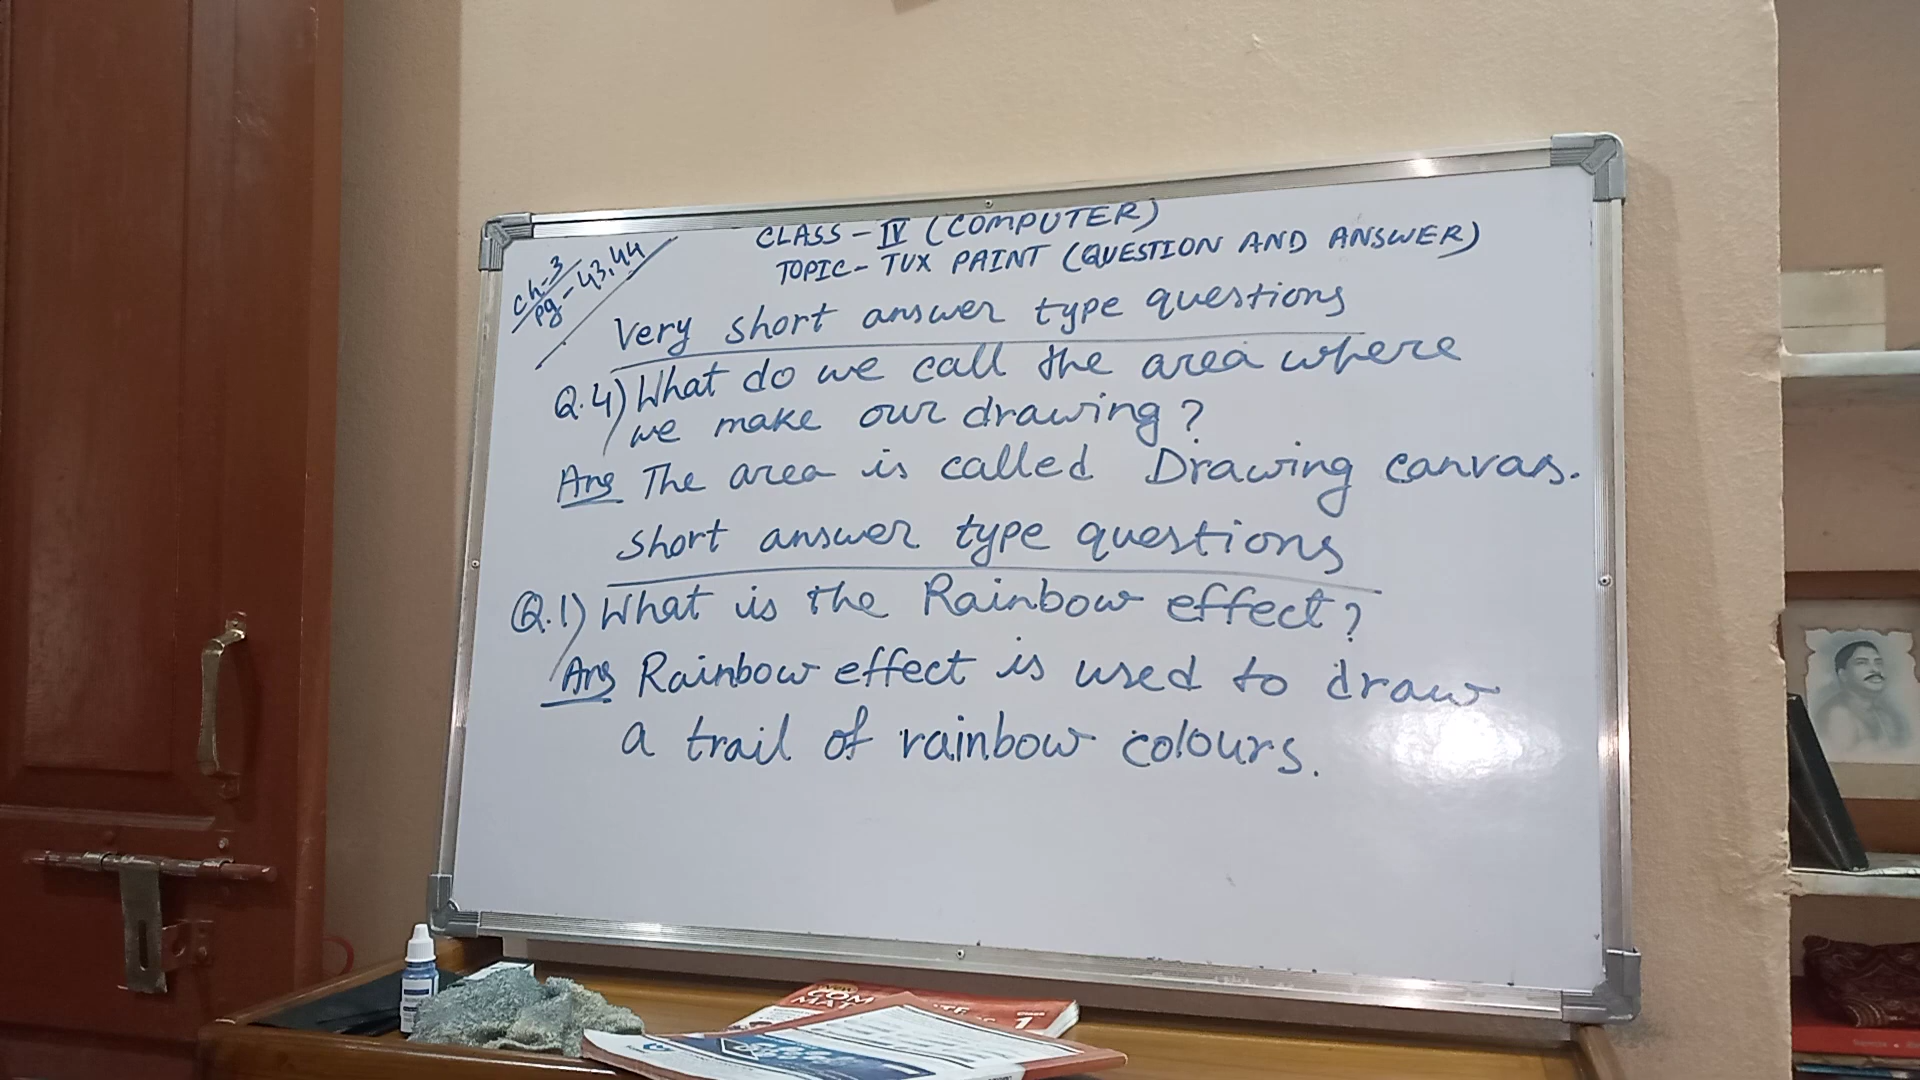 Ch-3
pg-43,44
CLASS-IV (COMPUTER)
TOPIC- TUX PAINT (QUESTION AND ANSWER)
Very short answer type questions
Q.4) What do we call the area where
we make our drawing?
Ans The area is called Drawing canvas.
Short answer type questions
Q.1) What is the Rainbow effect?
Ans Rainbow effect is used to draw
a trail of rainbow colours.
COM
MAT
1